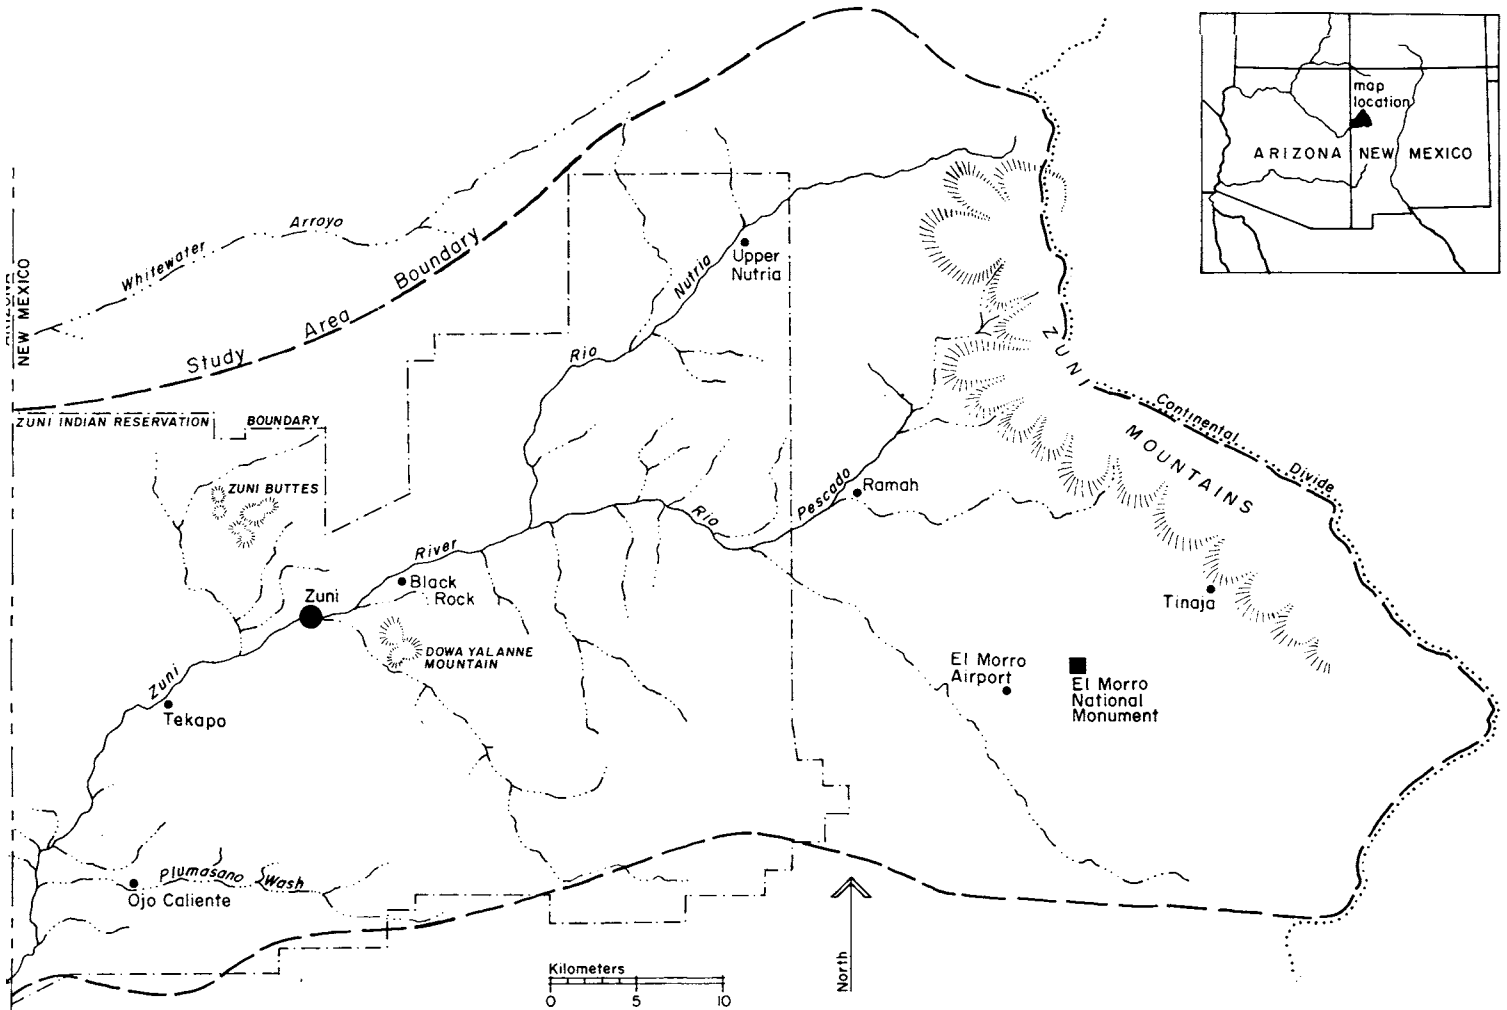 map
location
ARIZONA
NEW MEXICO
Whitewater Arroyo
NEW MEXICO
Study Area Boundary
Upper
Nutria
Rio Nutria
ZUNI INDIAN RESERVATION BOUNDARY
ZUNI BUTTES
ZUNI MOUNTAINS
Continental Divide
Rio Pescado
Ramah
Zuni River
Black
Rock
Zuni
DOWA YALANNE
MOUNTAIN
Tinaja
El Morro
Airport
El Morro
National
Monument
Tekapo
Plumasano Wash
Ojo Caliente
Kilometers
0 5 10
North